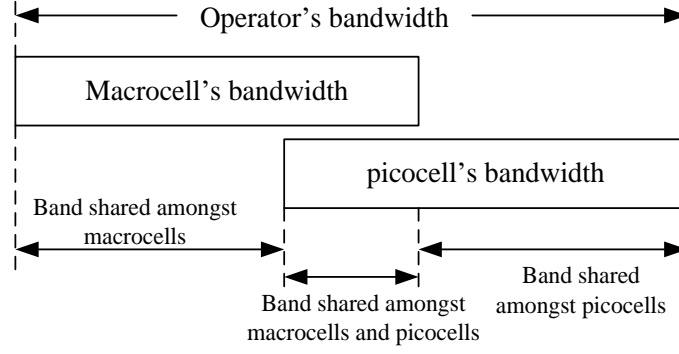 Operator’s bandwidth
Macrocell’s bandwidth
picocell’s bandwidth
Band shared amongst
macrocells
Band shared amongst
macrocells and picocells
Band shared
amongst picocells